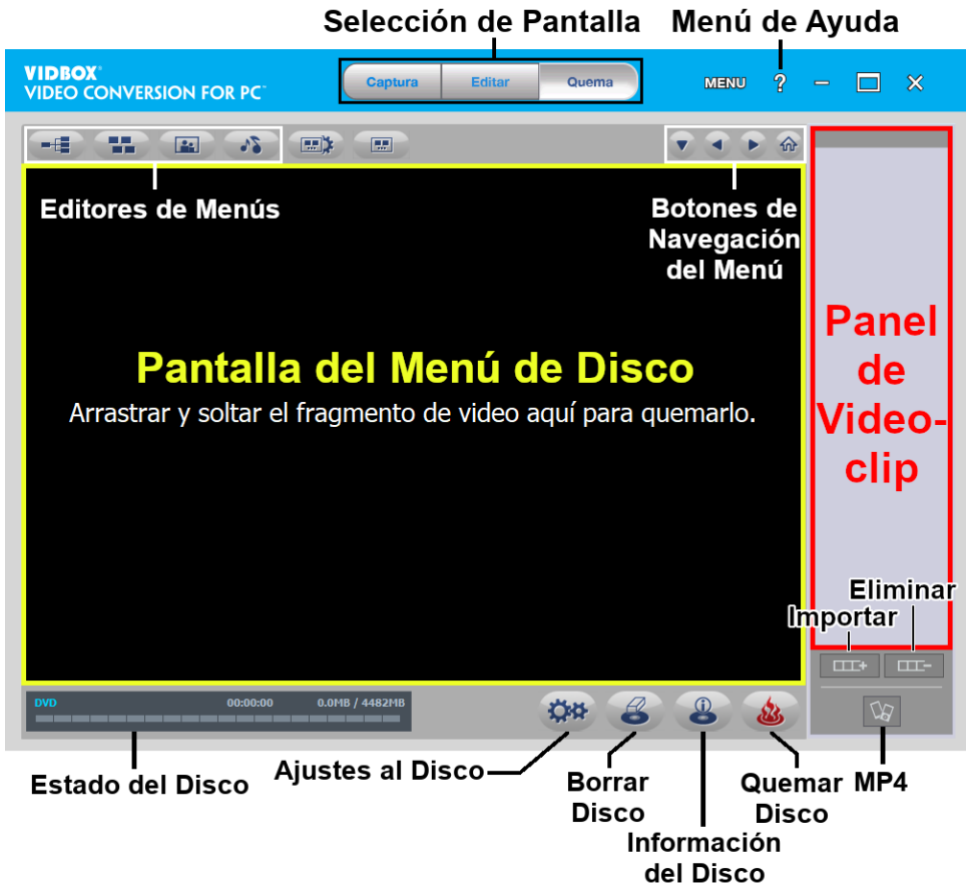 Selección de Pantalla
Menú de Ayuda
VIDBOX®
VIDEO CONVERSION FOR PC™
Captura
Editar
Quema
MENU
?
Editores de Menús
Botones de
Navegación
del Menú
Pantalla del Menú de Disco
Arrastrar y soltar el fragmento de video aquí para quemarlo.
Panel
de
Video-
clip
Eliminar
Importar
DVD 00:00:00 0.0MB / 4482MB
Estado del Disco
Ajustes al Disco
Borrar
Disco
Información
del Disco
Quemar
Disco
MP4